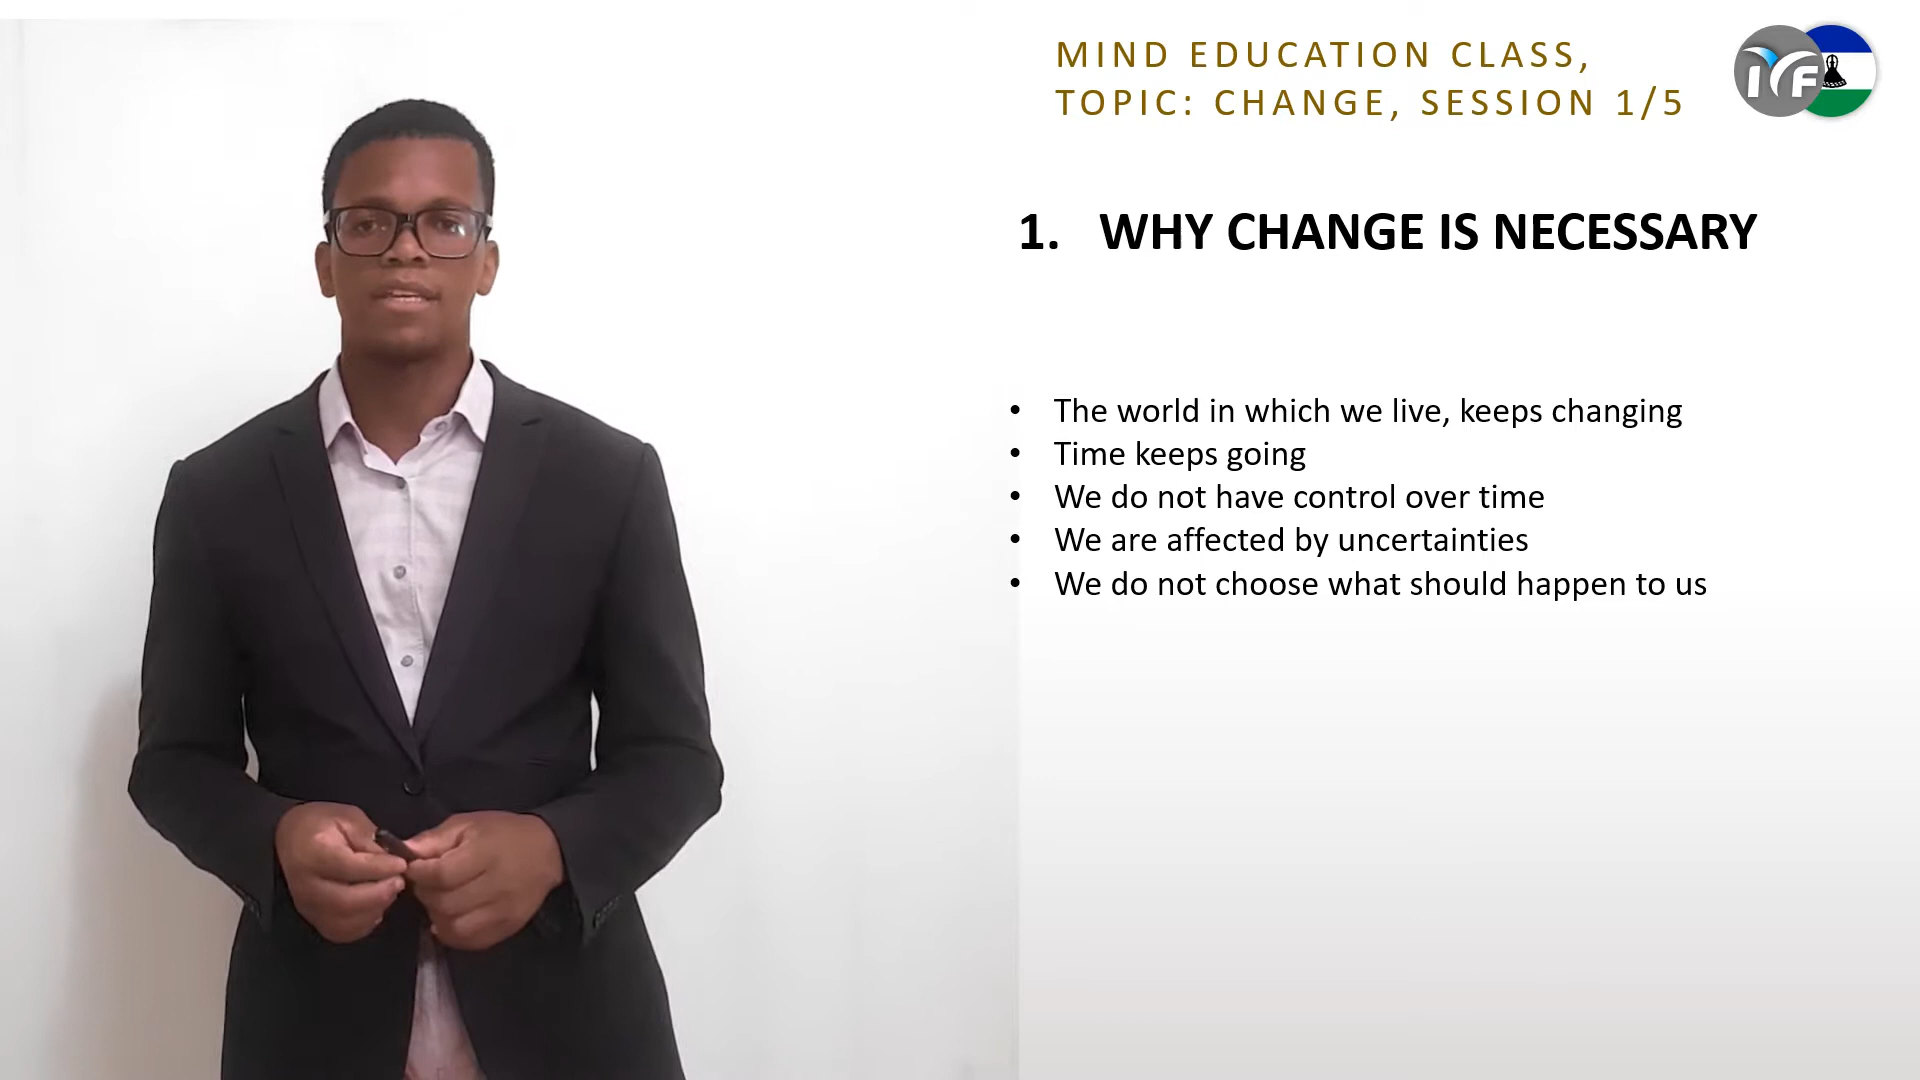 MIND EDUCATION CLASS,
TOPIC: CHANGE, SESSION 1/5
IYF
1. WHY CHANGE IS NECESSARY
• The world in which we live, keeps changing
• Time keeps going
• We do not have control over time
• We are affected by uncertainties
• We do not choose what should happen to us